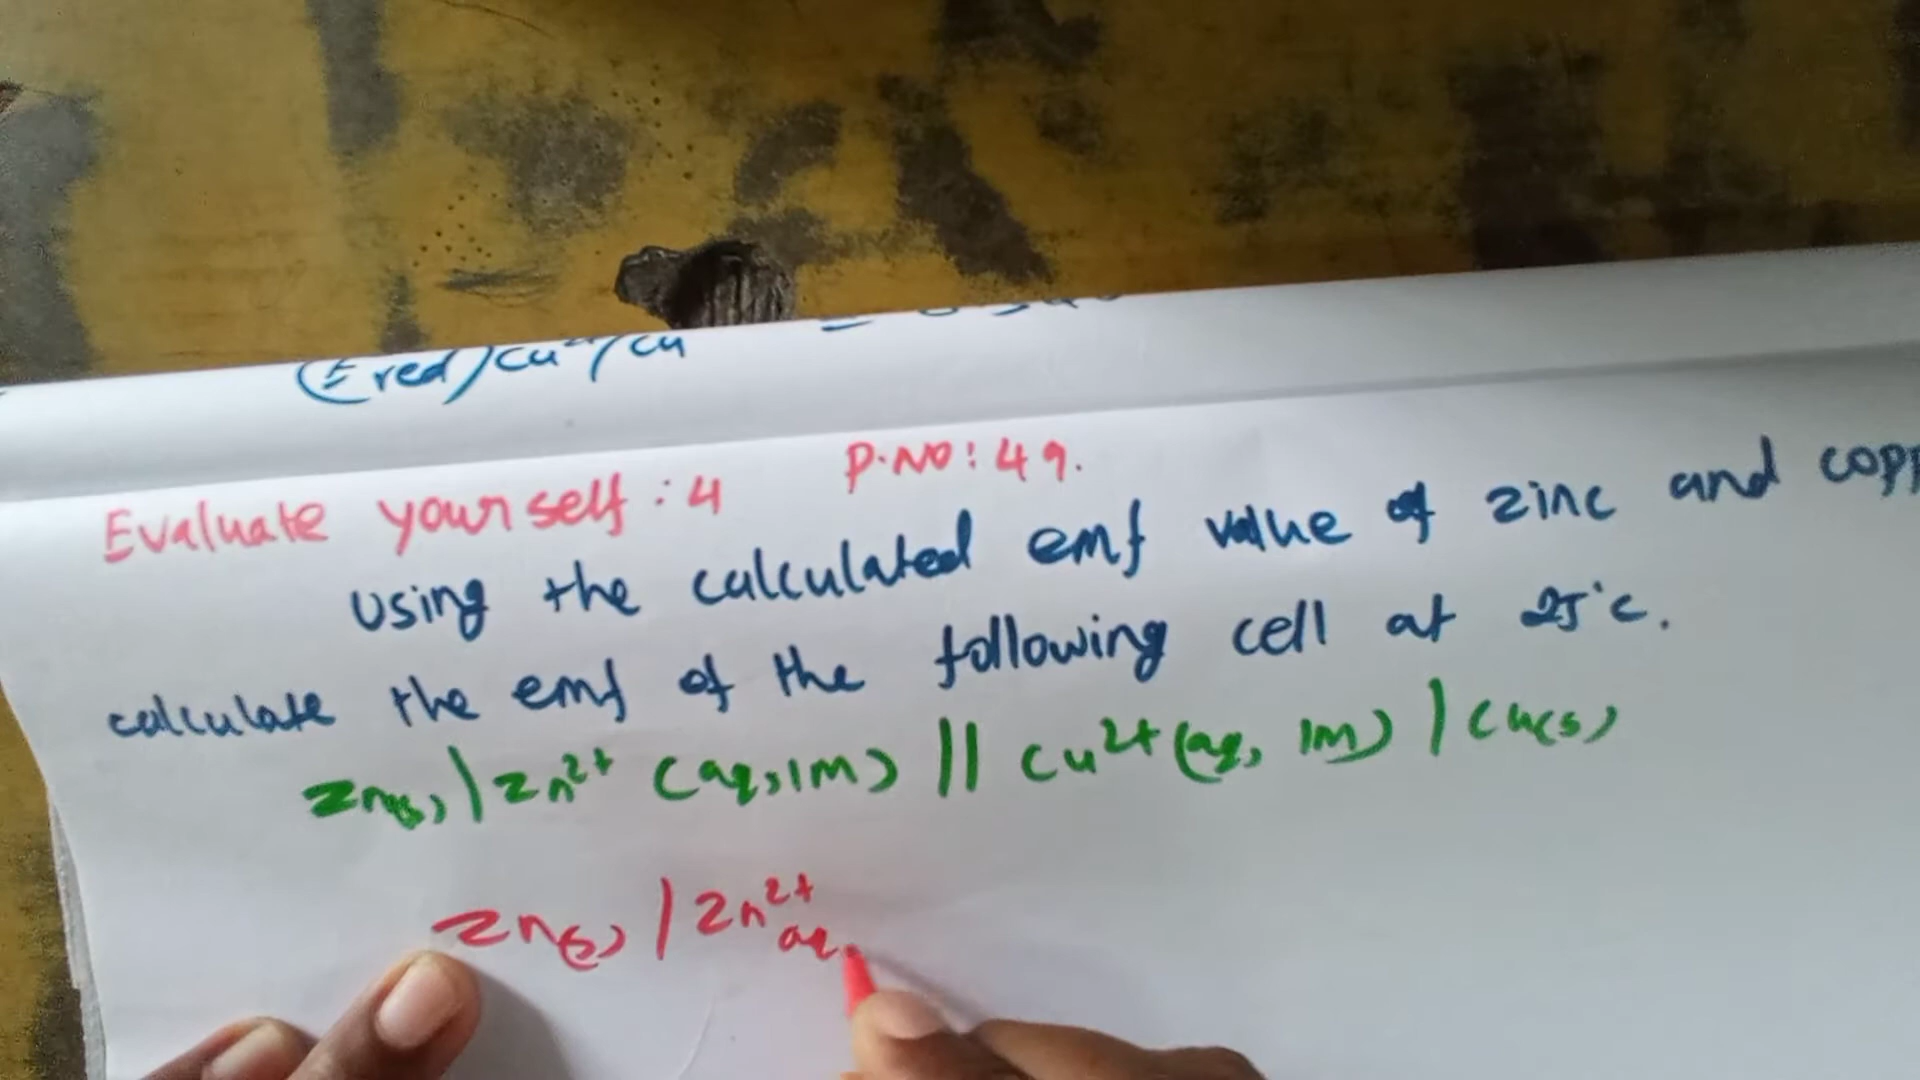 (E red) Cu²⁺/Cu =
Evaluate yourself : 4 P.NO: 49.
Using the calculated emf value of zinc and copp
calculate the emf of the following cell at 25°C.
Zn(s) | Zn²⁺ (aq, 1M) || Cu²⁺ (aq, 1M) | Cu(s)
Zn(s) | Zn²⁺ aq